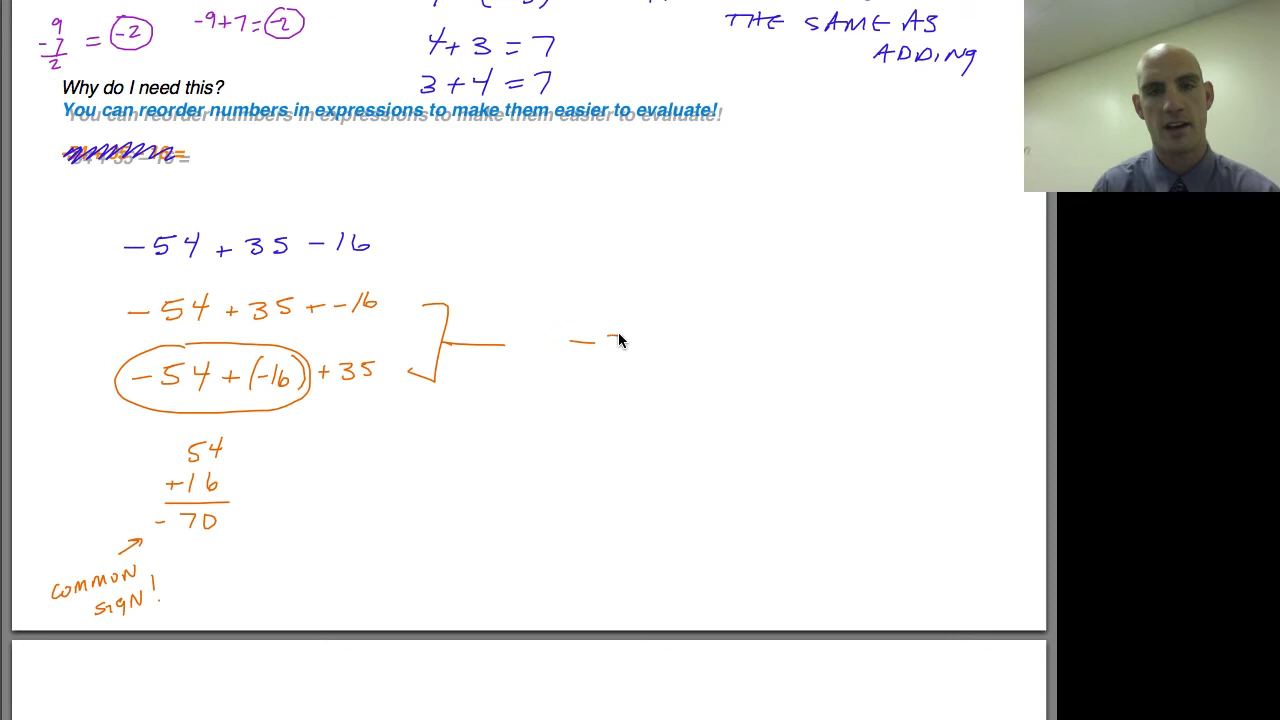 9
-7
2
= -2
-9+7=-2
4+3=7
3+4=7
THE SAME AS
ADDING
Why do I need this?
You can reorder numbers in expressions to make them easier to evaluate!
-54+35-16
-54+35+-16
-54+(-16)+35
54
+16
-70
COMMON
SIGN!